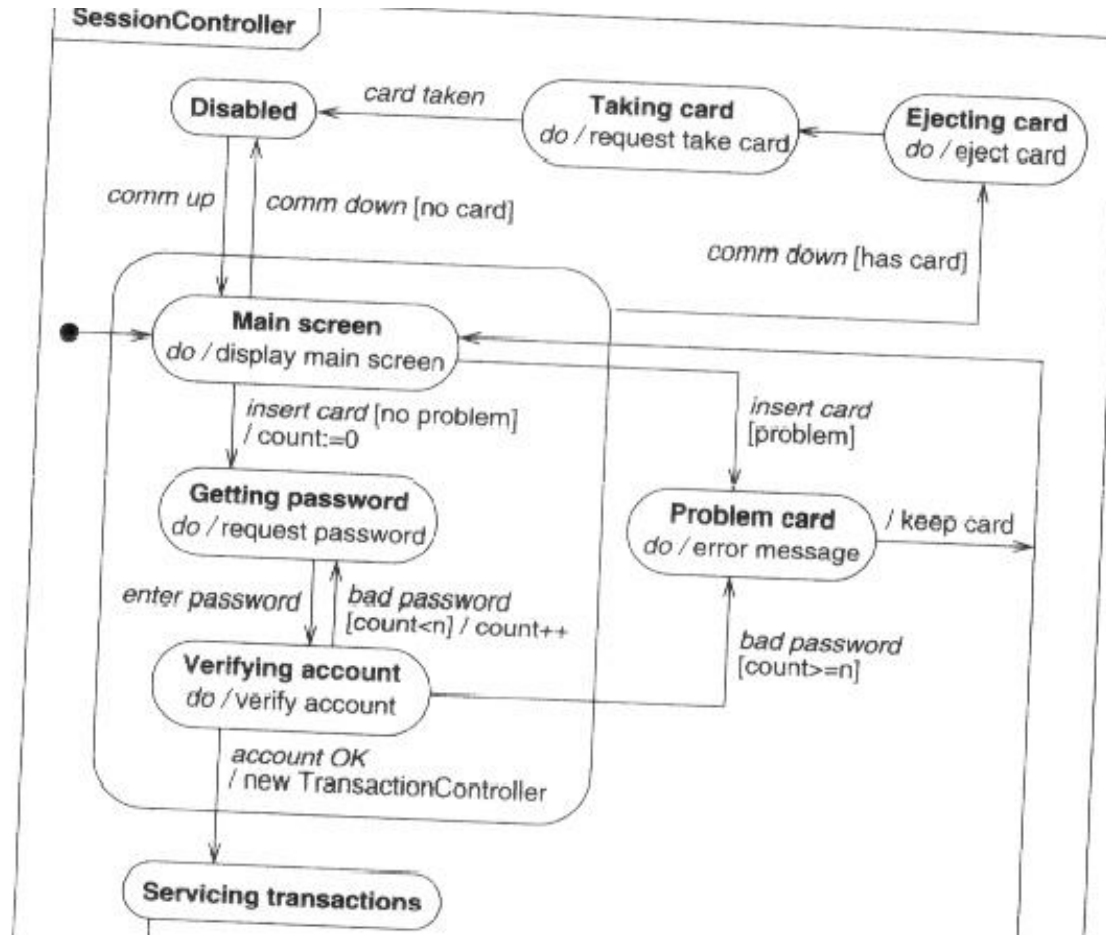 SessionController
Disabled
card taken
Taking card
do / request take card
Ejecting card
do / eject card
comm up
comm down [no card]
comm down [has card]
Main screen
do / display main screen
insert card [no problem]
/ count:=0
insert card
[problem]
Getting password
do / request password
Problem card
do / error message
/ keep card
enter password
bad password
[count<n] / count++
bad password
[count>=n]
Verifying account
do / verify account
account OK
/ new TransactionController
Servicing transactions